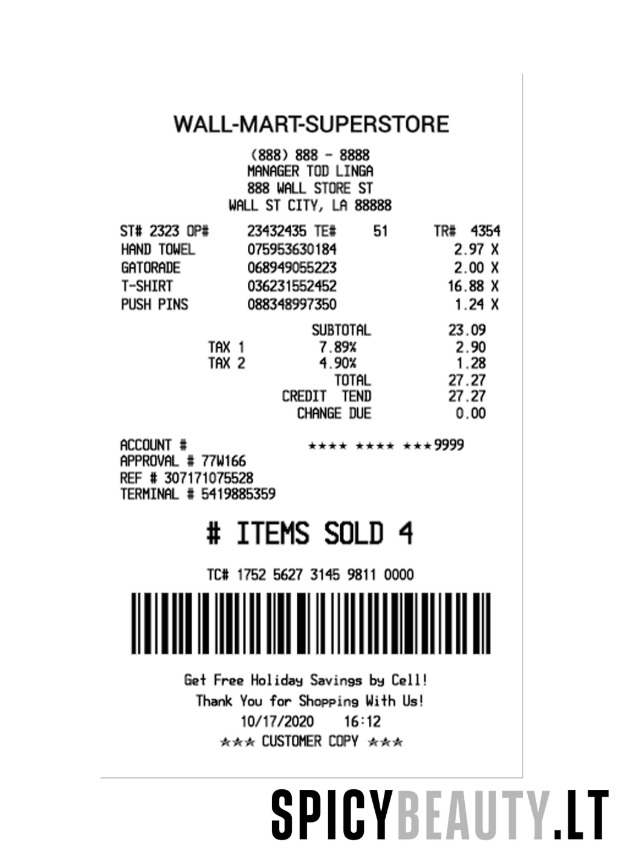 WALL-MART-SUPERSTORE
(888) 888 - 8888
MANAGER TOD LINGA
888 WALL STORE ST
WALL ST CITY, LA 88888
ST# 2323 OP# 23432435 TE# 51 TR# 4354
HAND TOWEL 075953630184 2.97 X
GATORADE 068949055223 2.00 X
T-SHIRT 036231552452 16.88 X
PUSH PINS 088348997350 1.24 X
SUBTOTAL 23.09
TAX 1 7.89% 2.90
TAX 2 4.90% 1.28
TOTAL 27.27
CREDIT TEND 27.27
CHANGE DUE 0.00
ACCOUNT # **** **** ***9999
APPROVAL # 77W166
REF # 307171075528
TERMINAL # 5419885359
# ITEMS SOLD 4
TC# 1752 5627 3145 9811 0000
Get Free Holiday Savings by Cell!
Thank You for Shopping With Us!
10/17/2020 16:12
*** CUSTOMER COPY ***
SPICYBEAUTY.LT